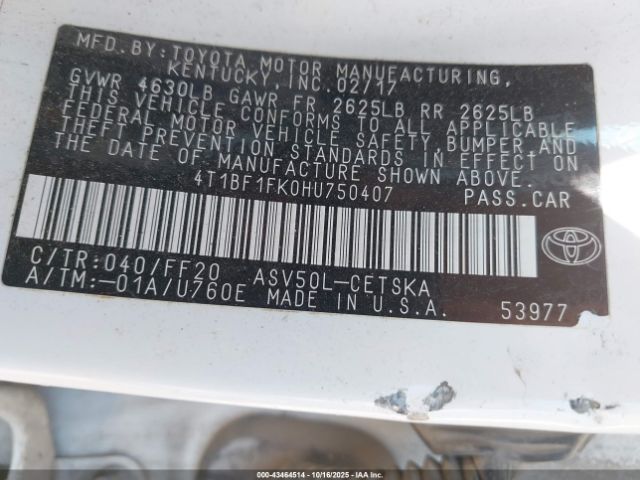 MFD.BY:TOYOTA MOTOR MANUFACTURING,
KENTUCKY,INC.02/17
GVWR 4630LB GAWR FR 2625LB RR 2625LB
THIS VEHICLE CONFORMS TO ALL APPLICABLE
FEDERAL MOTOR VEHICLE SAFETY,BUMPER,AND
THEFT PREVENTION STANDARDS IN EFFECT ON
THE DATE OF MANUFACTURE SHOWN ABOVE.
4T1BF1FK0HU750407 PASS.CAR
C/TR:040/FF20 ASV50L-CETSKA
A/TM:-01A/U760E MADE IN U.S.A. 53977
000-43464514 - 10/16/2025 - IAAI.COM